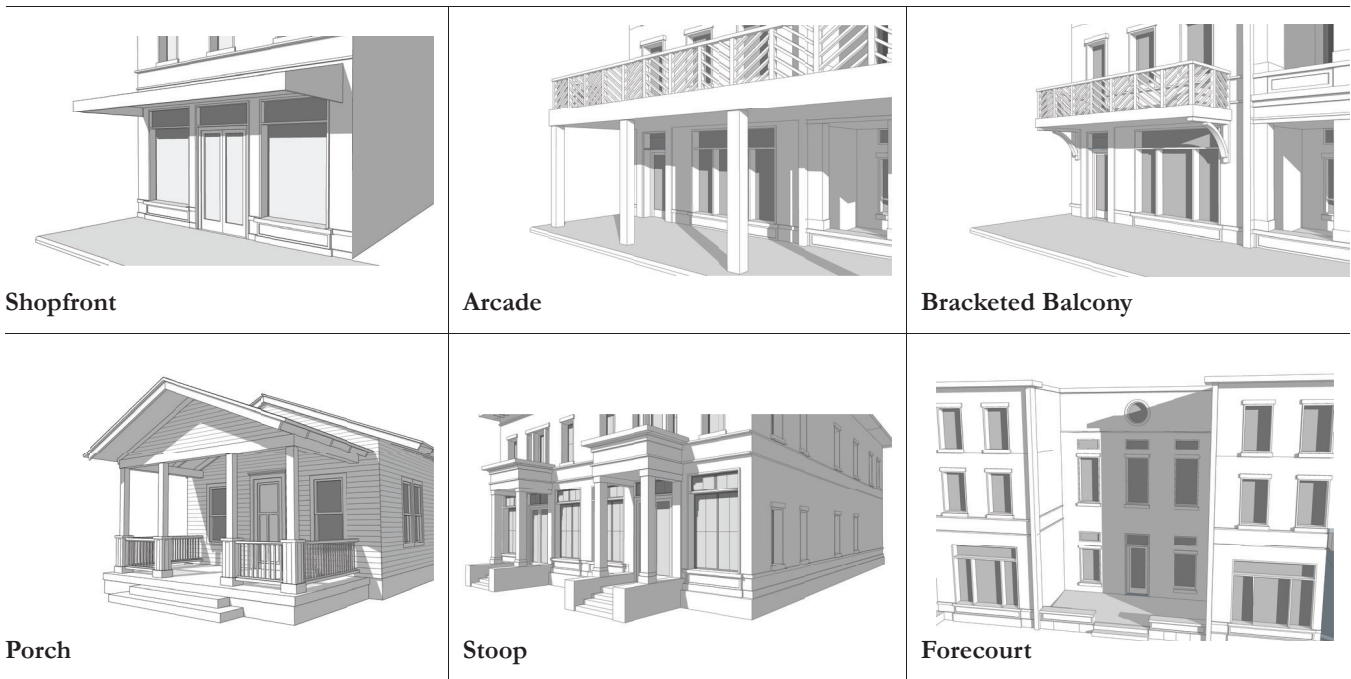 Shopfront
Arcade
Bracketed Balcony
Porch
Stoop
Forecourt